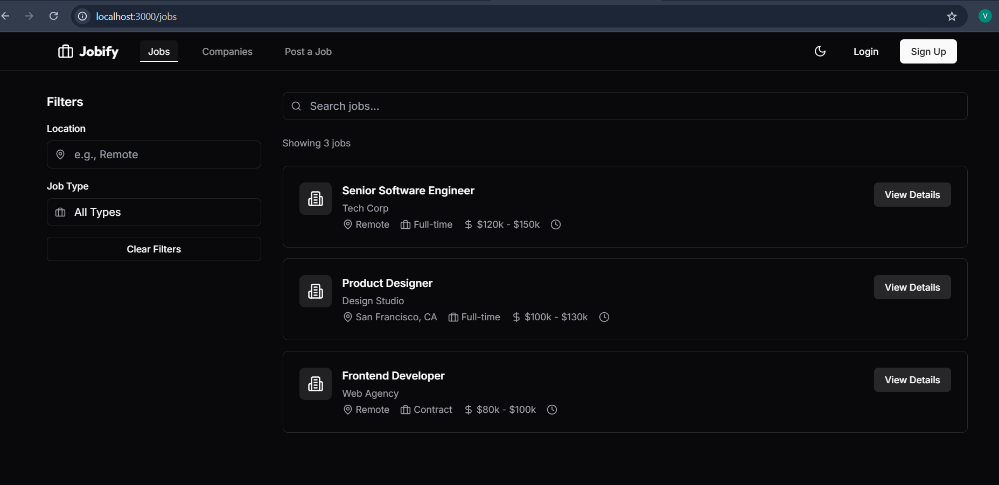 localhost:3000/jobs
V
Jobify
Jobs
Companies
Post a Job
Login
Sign Up
Filters
Location
e.g., Remote
Job Type
All Types
Clear Filters
Search jobs...
Showing 3 jobs
Senior Software Engineer
Tech Corp
Remote Full-time $ $120k - $150k
View Details
Product Designer
Design Studio
San Francisco, CA Full-time $ $100k - $130k
View Details
Frontend Developer
Web Agency
Remote Contract $ $80k - $100k
View Details